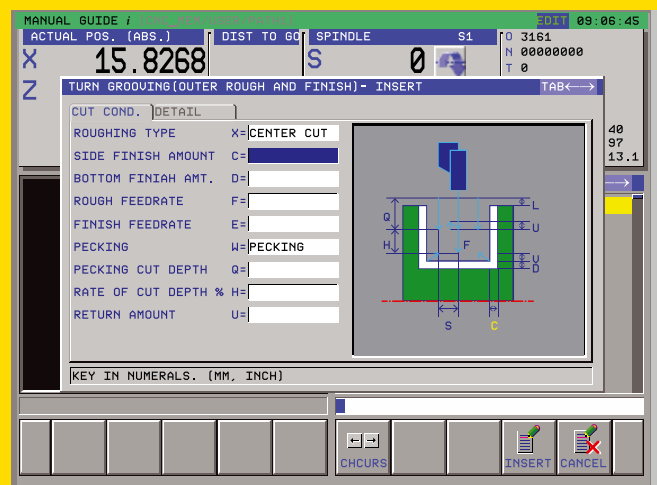 MANUAL GUIDE i
EDIT 09:06:45
ACTUAL POS. (ABS.) DIST TO GO SPINDLE S1 O 3161
X 15.8268 S 0 N 00000000
T 0
Z
TURN GROOVING(OUTER ROUGH AND FINISH)- INSERT TAB←→
CUT COND. DETAIL
ROUGHING TYPE X=CENTER CUT
SIDE FINISH AMOUNT C=
BOTTOM FINIAH AMT. D=
ROUGH FEEDRATE F=
FINISH FEEDRATE E=
PECKING W=PECKING
PECKING CUT DEPTH Q=
RATE OF CUT DEPTH % H=
RETURN AMOUNT U=
L
Q U
H F
U
D
S C
40
97
13.1
→
KEY IN NUMERALS. (MM, INCH)
←→
CHCURS INSERT CANCEL